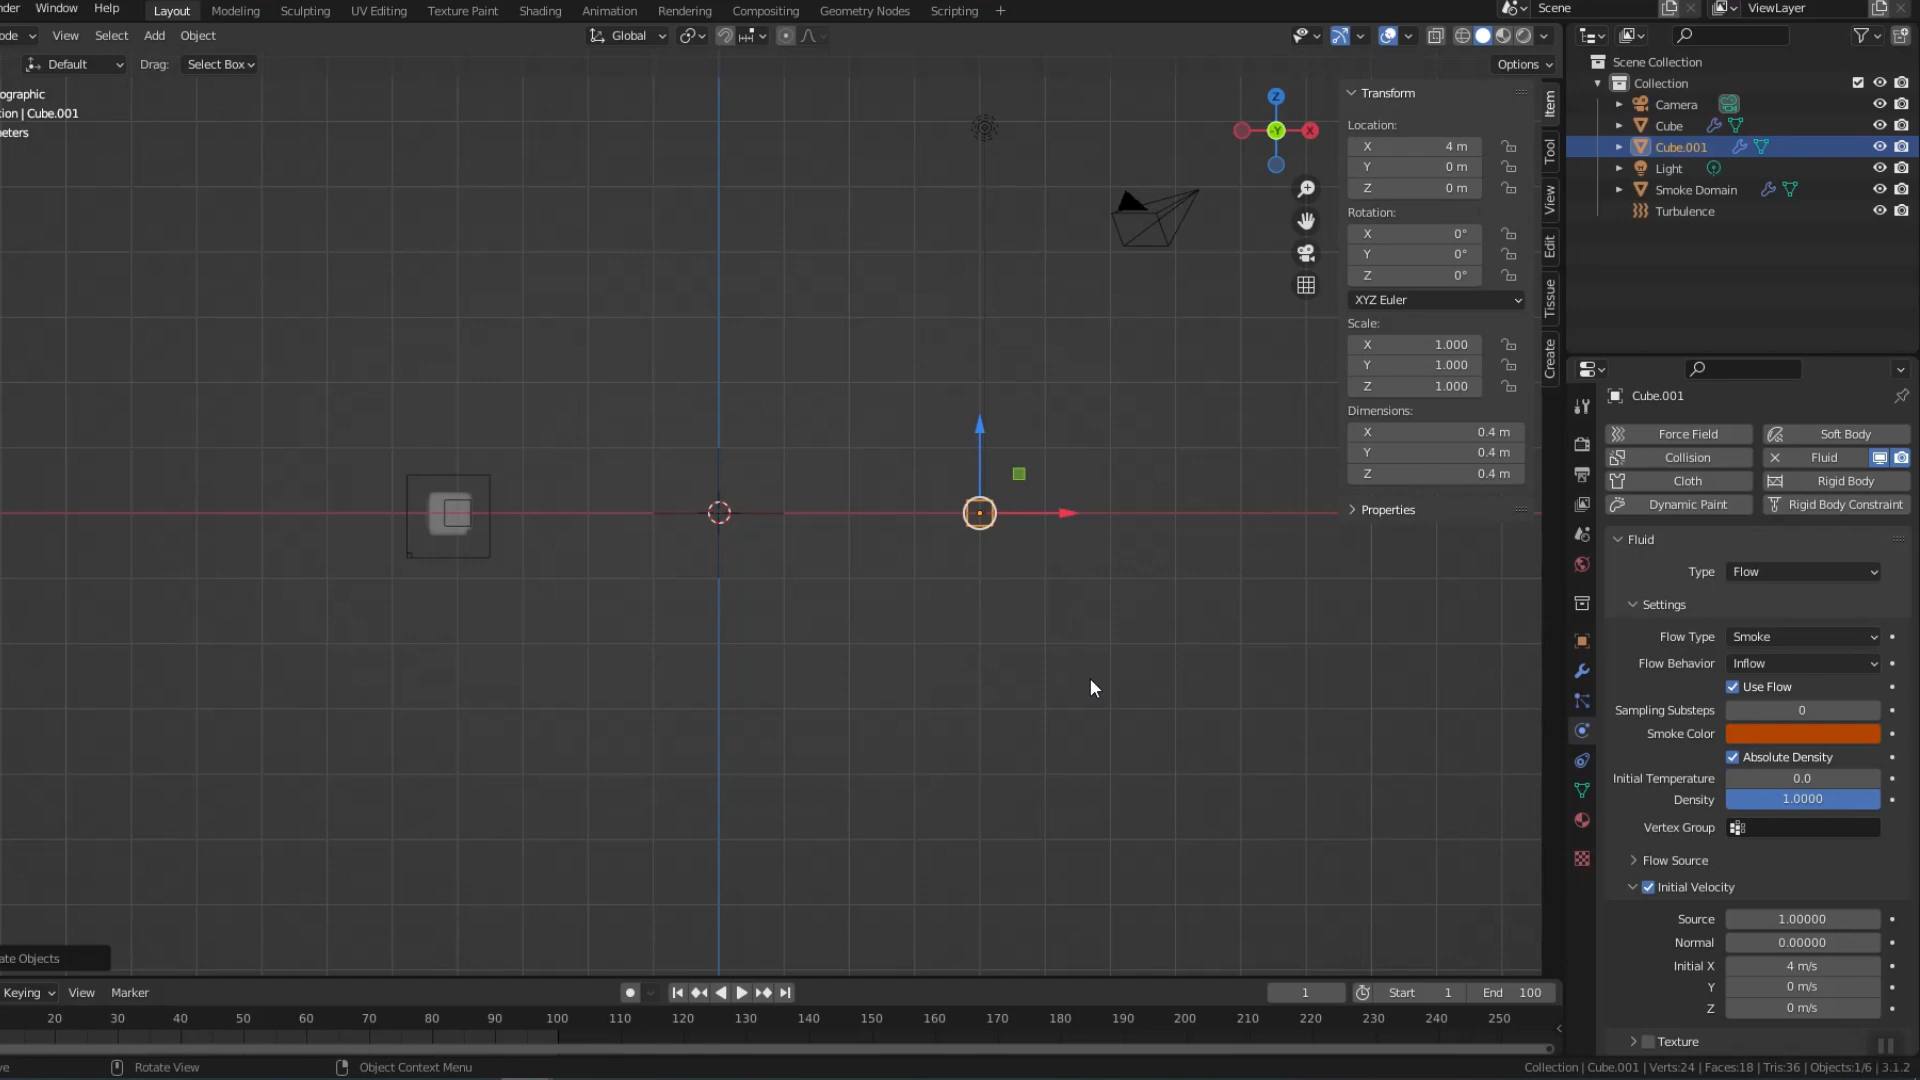 nder Window Help Layout Modeling Sculpting UV Editing Texture Paint Shading Animation Rendering Compositing Geometry Nodes Scripting + Scene ViewLayer
ode View Select Add Object Global
Default Drag: Select Box Options
ographic
tion | Cube.001
neters
Transform
Location:
X 4 m
Y 0 m
Z 0 m
Rotation:
X 0°
Y 0°
Z 0°
XYZ Euler
Scale:
X 1.000
Y 1.000
Z 1.000
Dimensions:
X 0.4 m
Y 0.4 m
Z 0.4 m
Properties
Item
Tool
View
Edit
Tissue
Create
Z
-Y
X
Scene Collection
Collection
Camera
Cube
Cube.001
Light
Smoke Domain
Turbulence
Cube.001
Force Field Soft Body
Collision Fluid
Cloth Rigid Body
Dynamic Paint Rigid Body Constraint
Fluid
Type Flow
Settings
Flow Type Smoke
Flow Behavior Inflow
Use Flow
Sampling Substeps 0
Smoke Color
Absolute Density
Initial Temperature 0.0
Density 1.0000
Vertex Group
Flow Source
Initial Velocity
Source 1.00000
Normal 0.00000
Initial X 4 m/s
Y 0 m/s
Z 0 m/s
Texture
ate Objects
Keying View Marker 1 Start 1 End 100
20 30 40 50 60 70 80 90 100 110 120 130 140 150 160 170 180 190 200 210 220 230 240 250
ve Rotate View Object Context Menu Collection | Cube.001 | Verts:24 | Faces:18 | Tris:36 | Objects:1/6 | 3.1.2